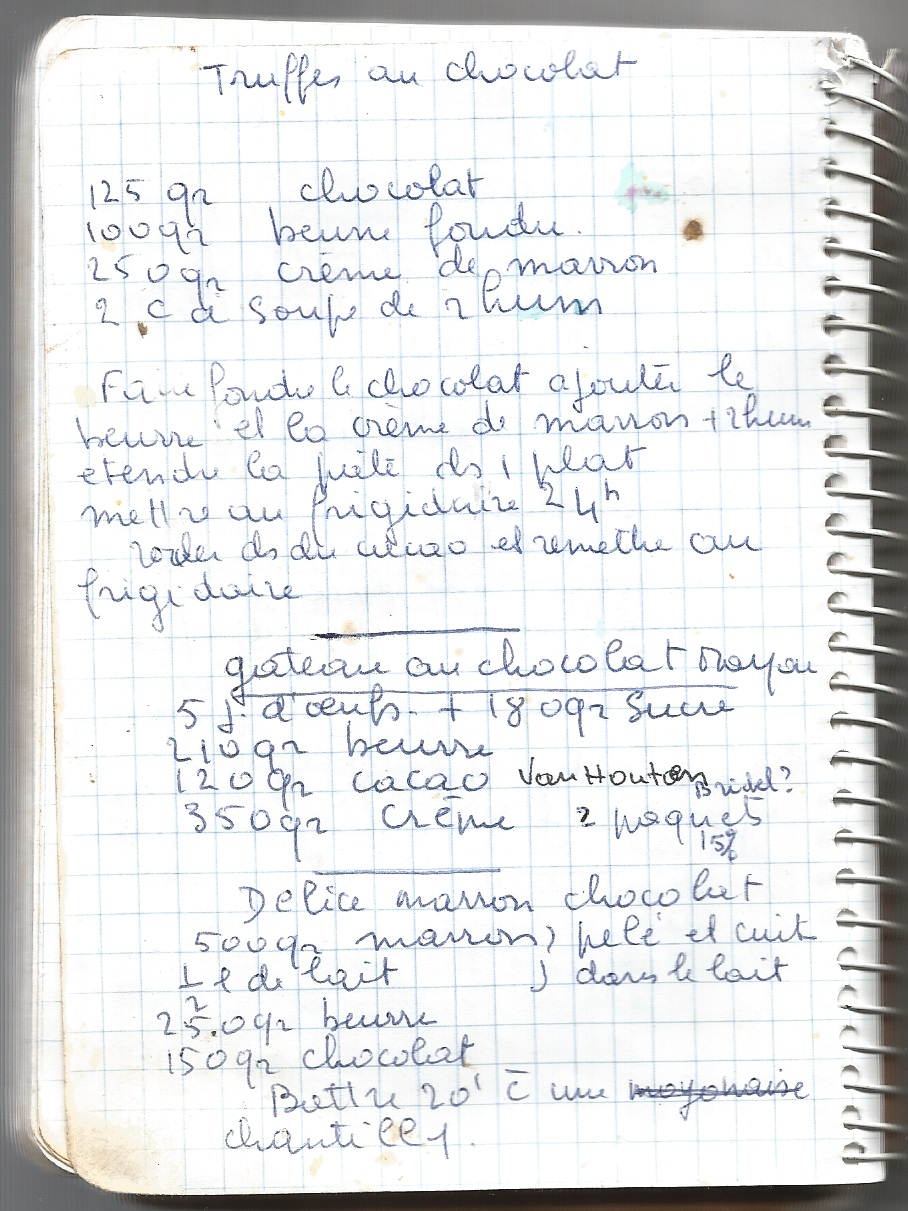 Truffes au chocolat
125 gr chocolat
100 gr beurre fondu.
250 gr crème de marron
2 c à soupe de rhum
Faire fondre le chocolat ajouter le
beurre et la crème de marron + rhum
etendre la pâte ds 1 plat
mettre au frigidaire 24h
rouler ds du cacao et remettre au
frigidaire
gateau au chocolat
5 j. d'œufs. + 180 gr sucre
210 gr beurre
120 gr cacao Van Houten
Bridel?
350 gr crème 2 paquets
15%
Delice marron chocolat
500 gr marron) pelé et cuit
1/2 l de lait ) dans le lait
250 gr beurre
150 gr chocolat
Battre 20' c̄ une mayonaise
chantilly.